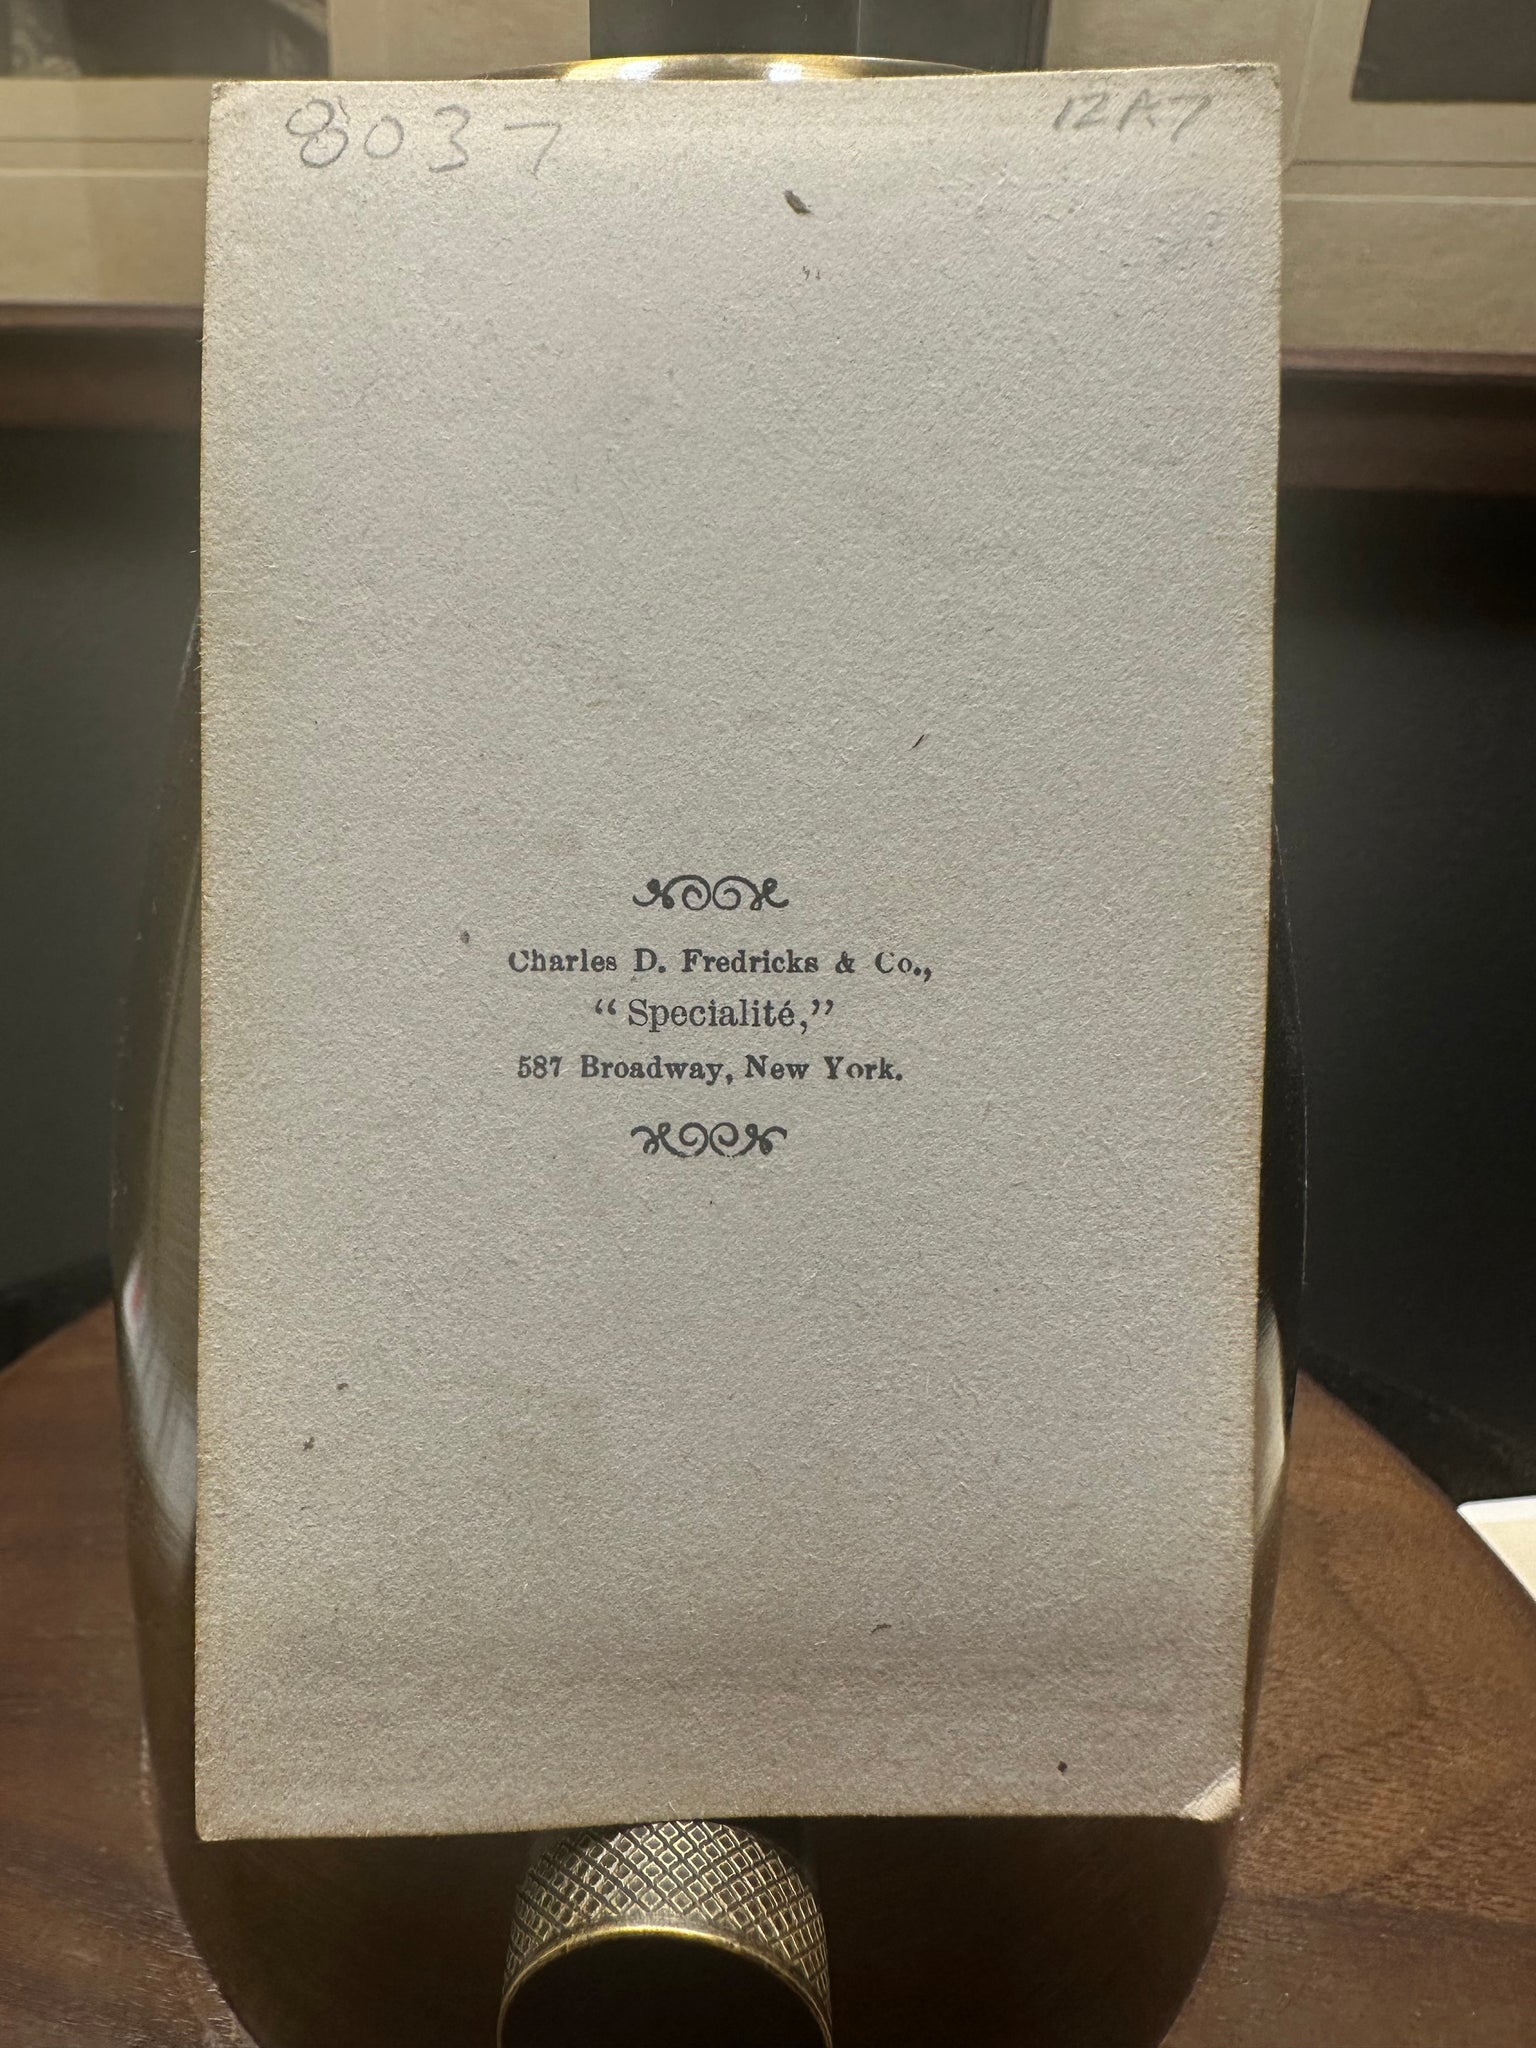 8037
12A7
Charles D. Fredricks & Co.,
“Specialité,”
587 Broadway, New York.